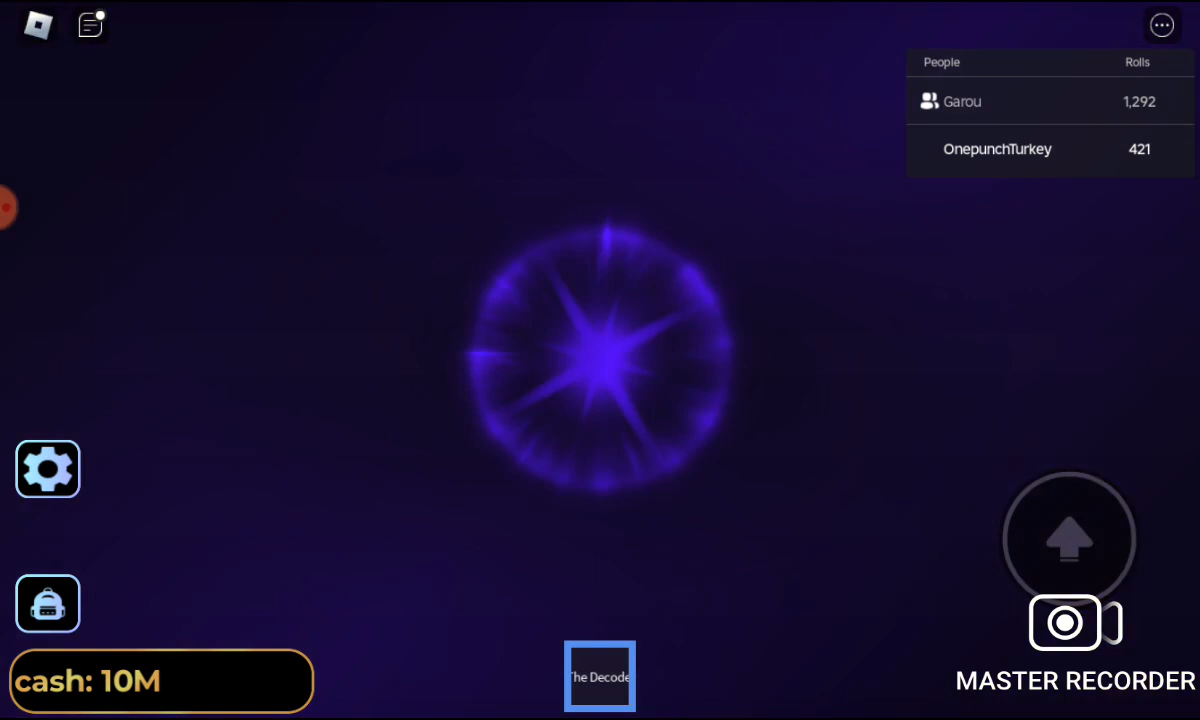 People Rolls
Garou 1,292
OnepunchTurkey 421
cash: 10M
The Decode
MASTER RECORDER